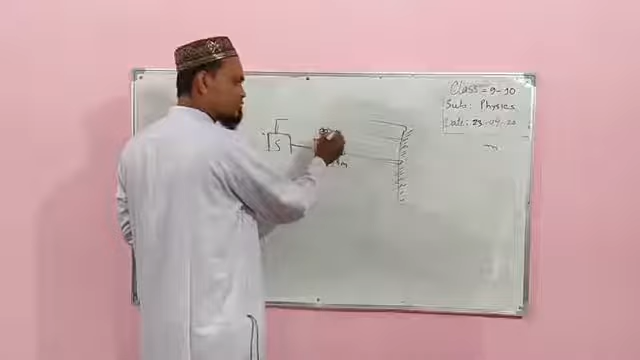 Class = 9-10
Sub: Physics
Date: 23-04-20
S